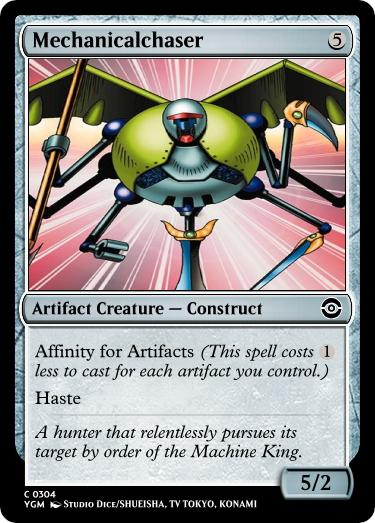 Mechanicalchaser 5
Artifact Creature — Construct
Affinity for Artifacts (This spell costs 1
less to cast for each artifact you control.)
Haste
A hunter that relentlessly pursues its
target by order of the Machine King.
5/2
C 0304
YGM Studio Dice/SHUEISHA, TV TOKYO, KONAMI